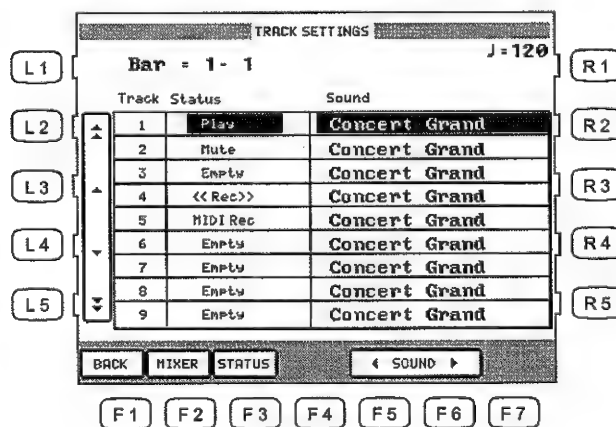 TRACK SETTINGS
♩=120
Bar = 1- 1
Track Status Sound
1 Play Concert Grand
2 Mute Concert Grand
3 Empty Concert Grand
4 <<Rec>> Concert Grand
5 MIDI Rec Concert Grand
6 Empty Concert Grand
7 Empty Concert Grand
8 Empty Concert Grand
9 Empty Concert Grand
BACK MIXER STATUS SOUND
L1
L2
L3
L4
L5
R1
R2
R3
R4
R5
F1 F2 F3 F4 F5 F6 F7